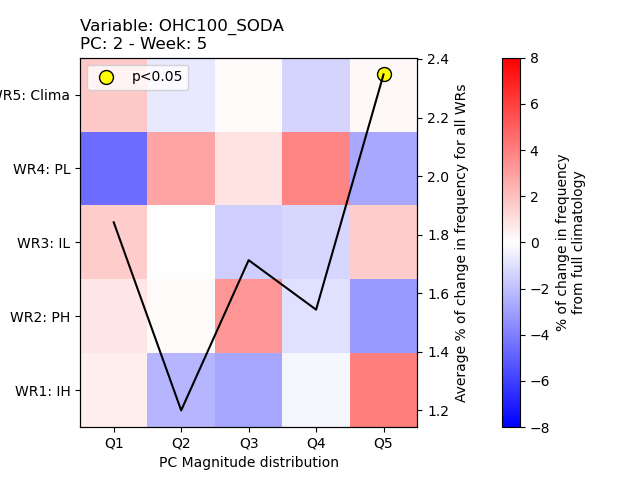 Variable: OHC100_SODA
PC: 2 - Week: 5
p<0.05
WR5: Clima
WR4: PL
WR3: IL
WR2: PH
WR1: IH
Q1 Q2 Q3 Q4 Q5
PC Magnitude distribution
2.4
2.2
2.0
1.8
1.6
1.4
1.2
Average % of change in frequency for all WRs
8
6
4
2
0
−2
−4
−6
−8
% of change in frequency
from full climatology